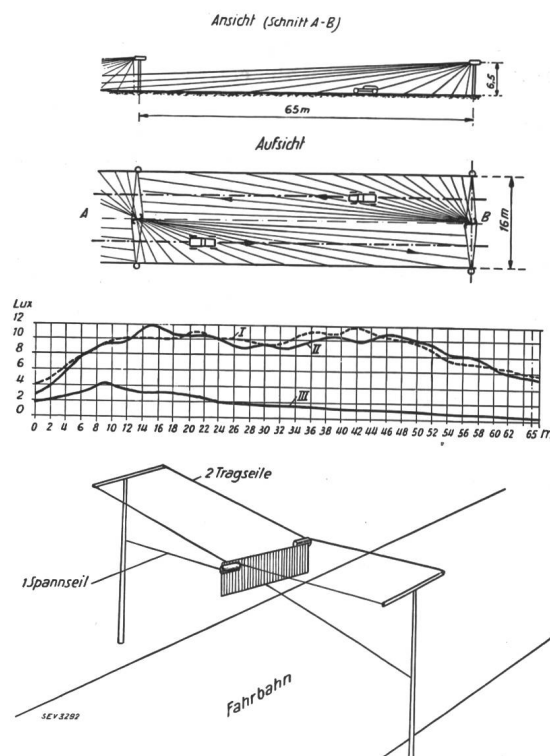 Ansicht (Schnitt A-B)
65m
6,5
Aufsicht
A
B
16m
Lux
12
10
8
6
4
2
0
I
II
III
0 2 4 6 8 10 12 14 16 18 20 22 24 26 28 30 32 34 36 38 40 42 44 46 48 50 52 54 56 58 60 62 65 m
2 Tragseile
1 Spannseil
Fahrbahn
SEV3292